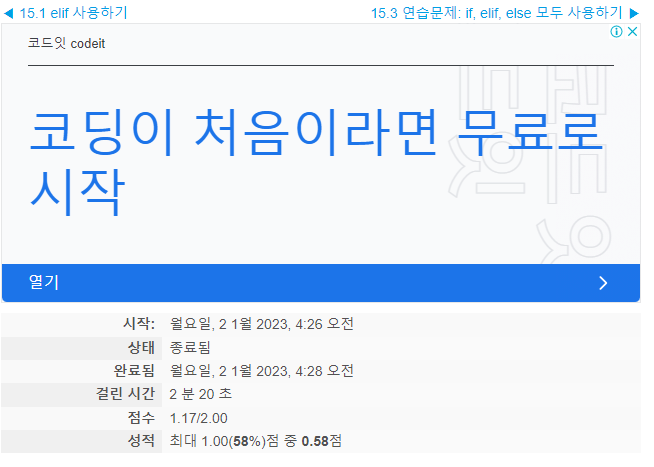 ◀ 15.1 elif 사용하기
15.3 연습문제: if, elif, else 모두 사용하기 ▶
코드잇 codeit
코딩이 처음이라면 무료로
시작
열기
시작: 월요일, 2 1월 2023, 4:26 오전
상태 종료됨
완료됨 월요일, 2 1월 2023, 4:28 오전
걸린 시간 2 분 20 초
점수 1.17/2.00
성적 최대 1.00(58%)점 중 0.58점